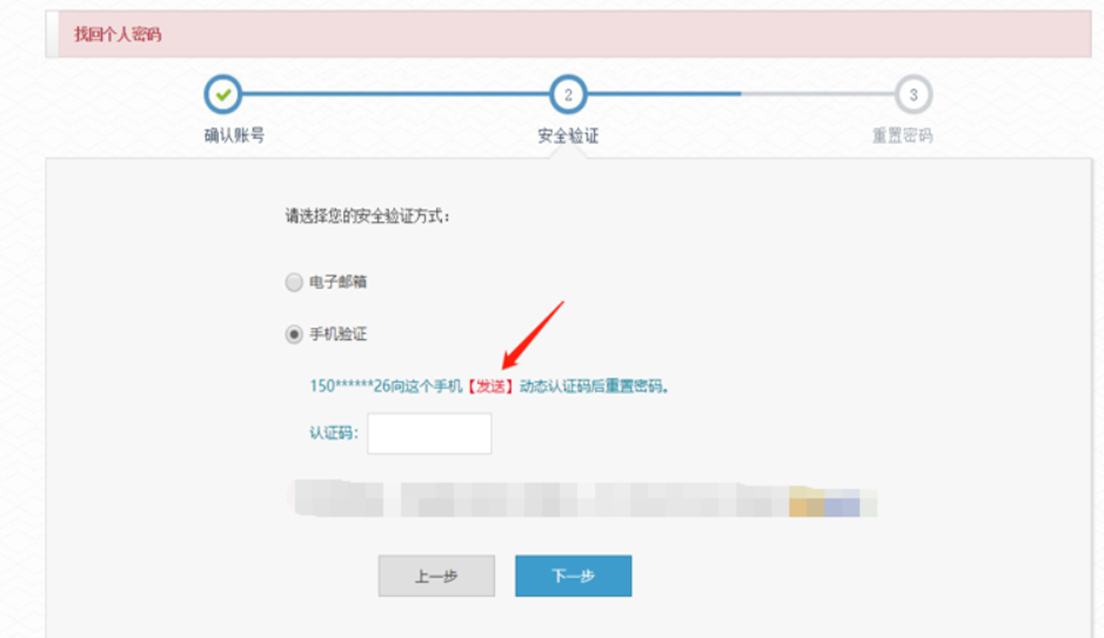 找回个人密码
2
3
确认账号
安全验证
重置密码
请选择您的安全验证方式：
电子邮箱
手机验证
150******26向这个手机【发送】动态认证码后重置密码。
认证码：
上一步
下一步